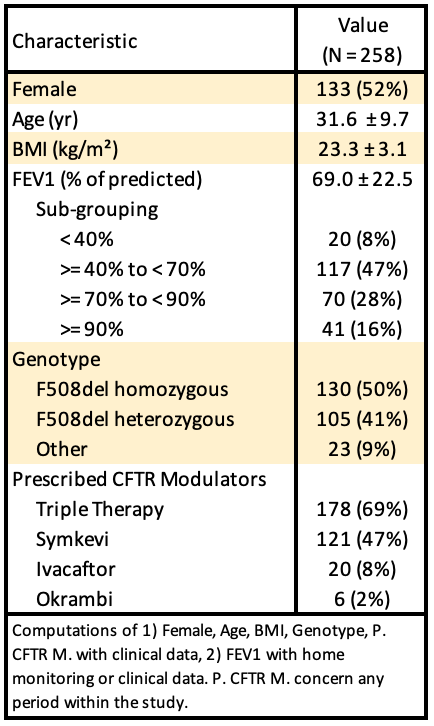 Characteristic Value
(N = 258)
Female 133 (52%)
Age (yr) 31.6 ± 9.7
BMI (kg/m²) 23.3 ± 3.1
FEV1 (% of predicted) 69.0 ± 22.5
Sub-grouping
< 40% 20 (8%)
>= 40% to < 70% 117 (47%)
>= 70% to < 90% 70 (28%)
>= 90% 41 (16%)
Genotype
F508del homozygous 130 (50%)
F508del heterozygous 105 (41%)
Other 23 (9%)
Prescribed CFTR Modulators
Triple Therapy 178 (69%)
Symkevi 121 (47%)
Ivacaftor 20 (8%)
Okrambi 6 (2%)
Computations of 1) Female, Age, BMI, Genotype, P.
CFTR M. with clinical data, 2) FEV1 with home
monitoring or clinical data. P. CFTR M. concern any
period within the study.